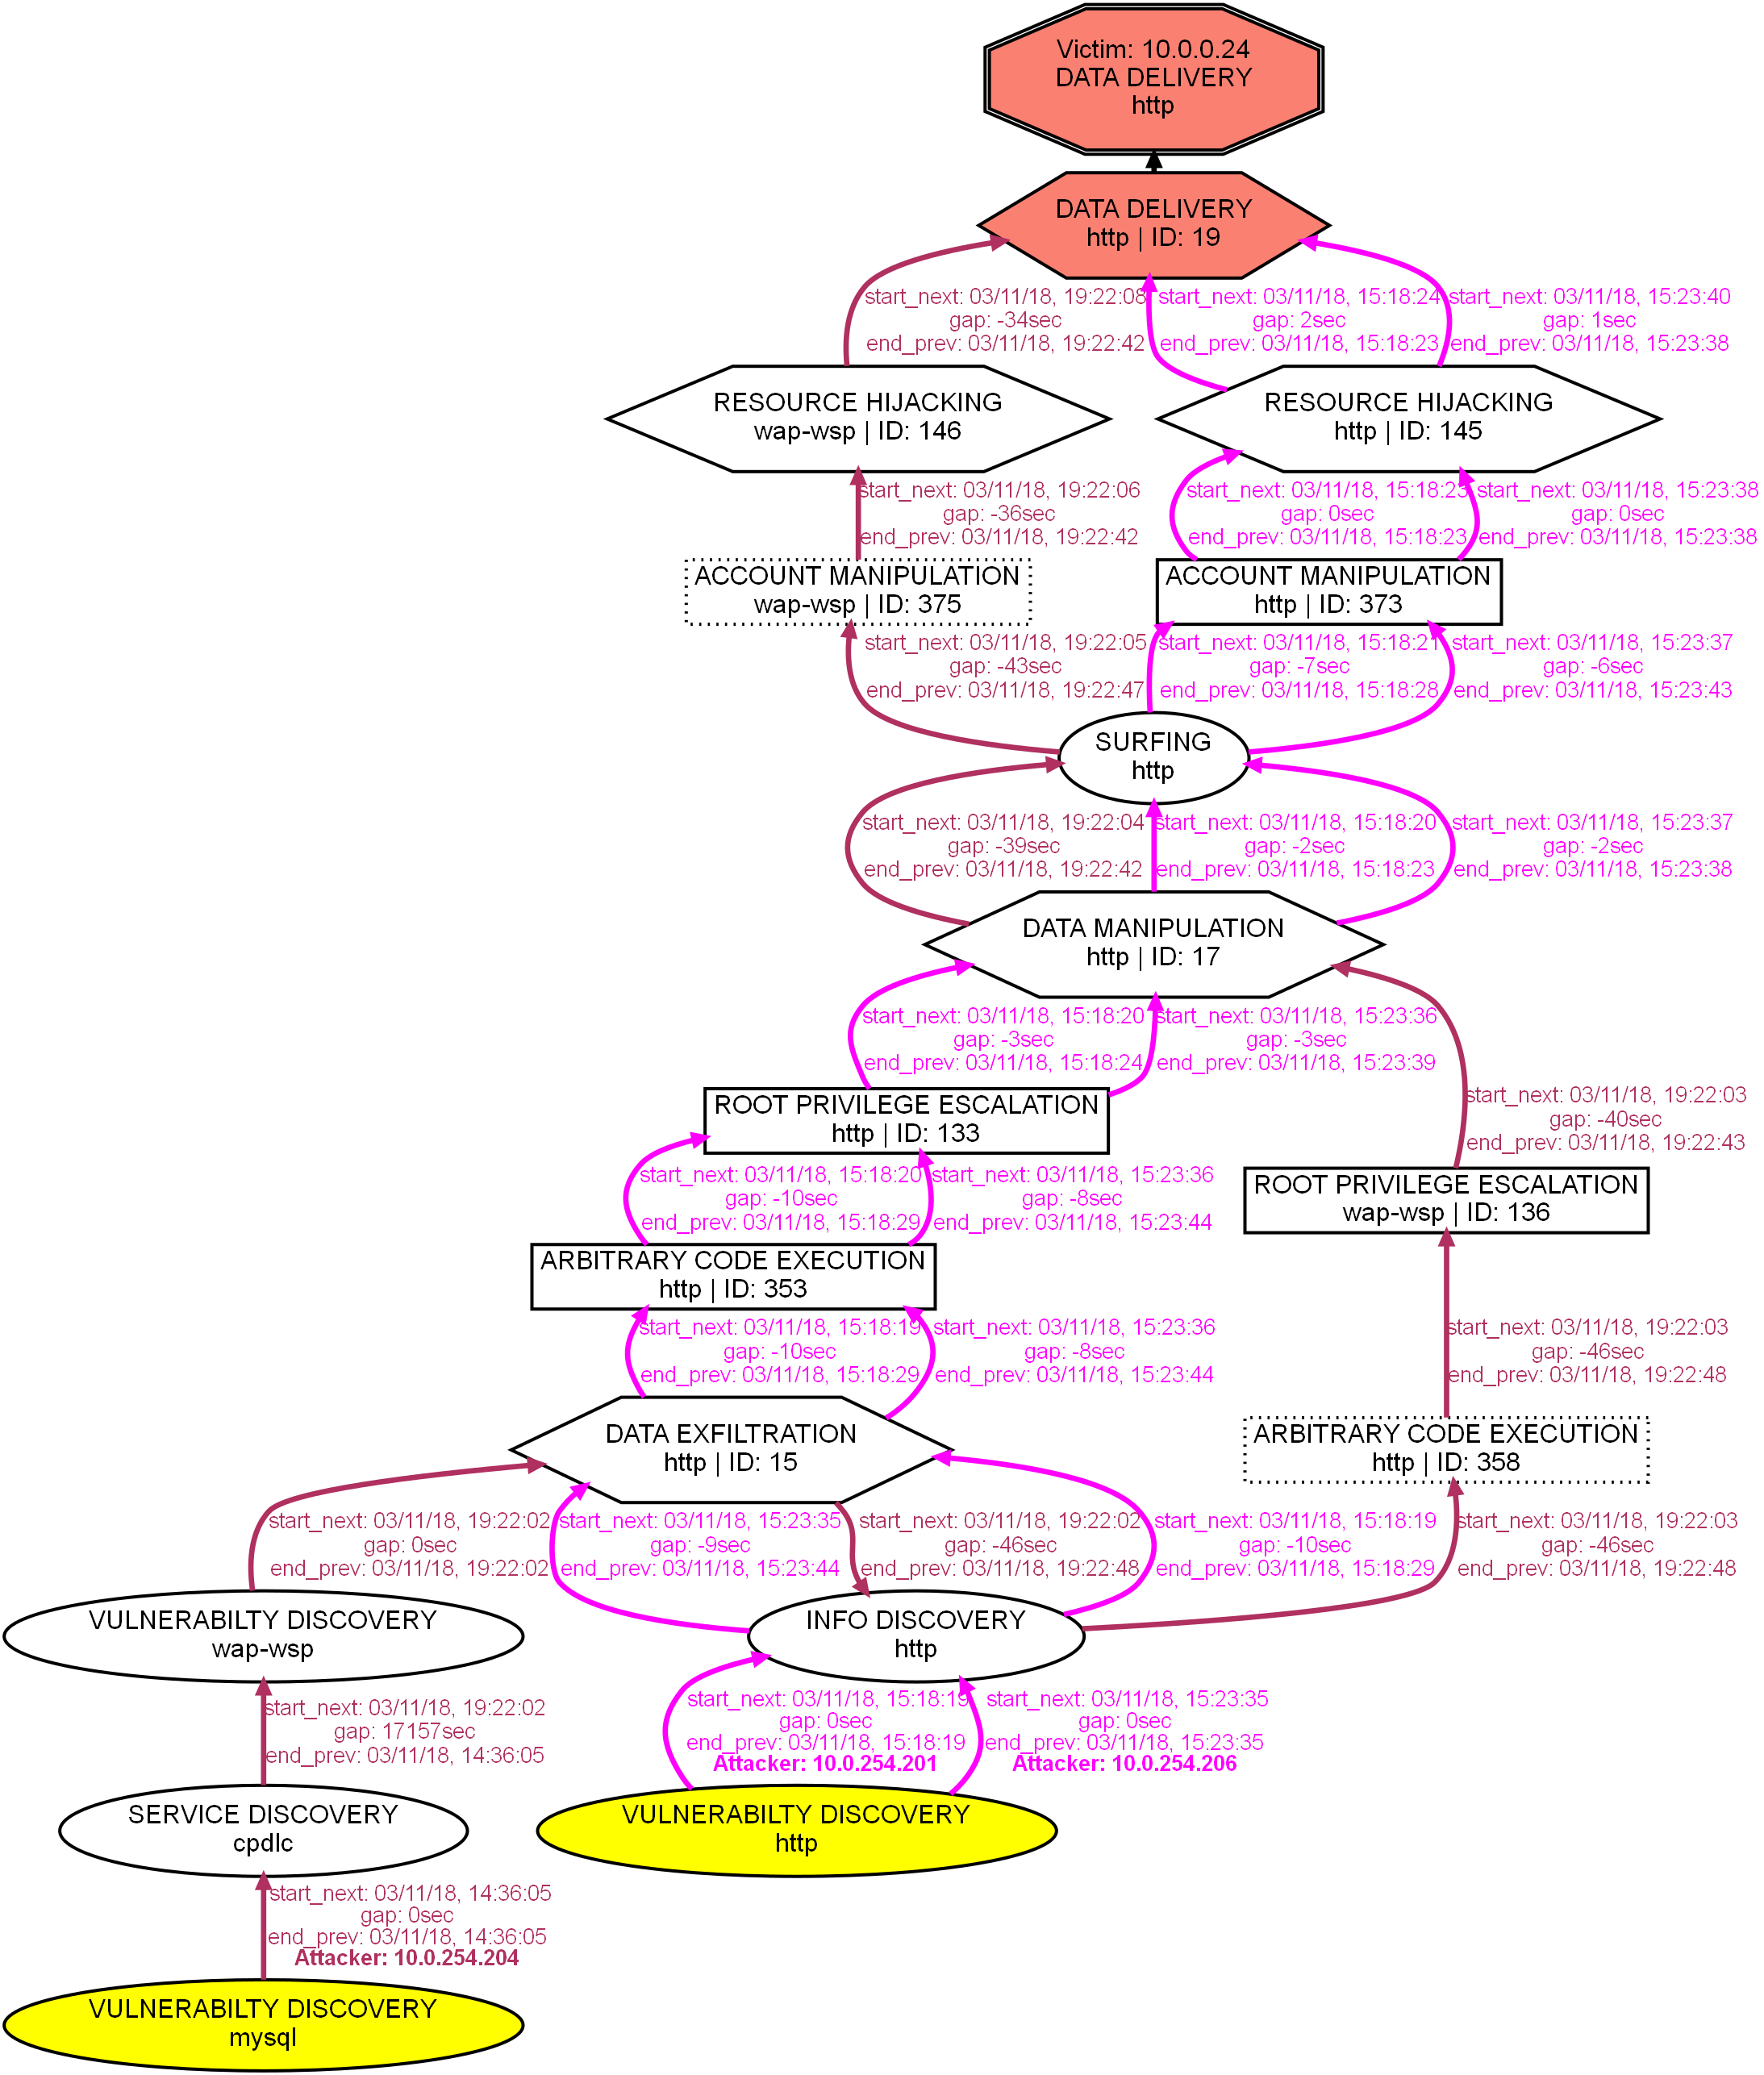 Victim: 10.0.0.24
DATA DELIVERY
http
DATA DELIVERY
http | ID: 19
start_next: 03/11/18, 19:22:08
gap: -34sec
end_prev: 03/11/18, 19:22:42
start_next: 03/11/18, 15:18:24
gap: 2sec
end_prev: 03/11/18, 15:18:23
start_next: 03/11/18, 15:23:40
gap: 1sec
end_prev: 03/11/18, 15:23:38
RESOURCE HIJACKING
wap-wsp | ID: 146
RESOURCE HIJACKING
http | ID: 145
start_next: 03/11/18, 19:22:06
gap: -36sec
end_prev: 03/11/18, 19:22:42
start_next: 03/11/18, 15:18:23
gap: 0sec
end_prev: 03/11/18, 15:18:23
start_next: 03/11/18, 15:23:38
gap: 0sec
end_prev: 03/11/18, 15:23:38
ACCOUNT MANIPULATION
wap-wsp | ID: 375
ACCOUNT MANIPULATION
http | ID: 373
start_next: 03/11/18, 19:22:05
gap: -43sec
end_prev: 03/11/18, 19:22:47
start_next: 03/11/18, 15:18:21
gap: -7sec
end_prev: 03/11/18, 15:18:28
start_next: 03/11/18, 15:23:37
gap: -6sec
end_prev: 03/11/18, 15:23:43
SURFING
http
start_next: 03/11/18, 19:22:04
gap: -39sec
end_prev: 03/11/18, 19:22:42
start_next: 03/11/18, 15:18:20
gap: -2sec
end_prev: 03/11/18, 15:18:23
start_next: 03/11/18, 15:23:37
gap: -2sec
end_prev: 03/11/18, 15:23:38
DATA MANIPULATION
http | ID: 17
start_next: 03/11/18, 15:18:20
gap: -3sec
end_prev: 03/11/18, 15:18:24
start_next: 03/11/18, 15:23:36
gap: -3sec
end_prev: 03/11/18, 15:23:39
start_next: 03/11/18, 19:22:03
gap: -40sec
end_prev: 03/11/18, 19:22:43
ROOT PRIVILEGE ESCALATION
http | ID: 133
ROOT PRIVILEGE ESCALATION
wap-wsp | ID: 136
start_next: 03/11/18, 15:18:20
gap: -10sec
end_prev: 03/11/18, 15:18:29
start_next: 03/11/18, 15:23:36
gap: -8sec
end_prev: 03/11/18, 15:23:44
ARBITRARY CODE EXECUTION
http | ID: 353
start_next: 03/11/18, 15:18:19
gap: -10sec
end_prev: 03/11/18, 15:18:29
start_next: 03/11/18, 15:23:36
gap: -8sec
end_prev: 03/11/18, 15:23:44
start_next: 03/11/18, 19:22:03
gap: -46sec
end_prev: 03/11/18, 19:22:48
DATA EXFILTRATION
http | ID: 15
ARBITRARY CODE EXECUTION
http | ID: 358
start_next: 03/11/18, 19:22:02
gap: 0sec
end_prev: 03/11/18, 19:22:02
start_next: 03/11/18, 15:23:35
gap: -9sec
end_prev: 03/11/18, 15:23:44
start_next: 03/11/18, 19:22:02
gap: -46sec
end_prev: 03/11/18, 19:22:48
start_next: 03/11/18, 15:18:19
gap: -10sec
end_prev: 03/11/18, 15:18:29
start_next: 03/11/18, 19:22:03
gap: -46sec
end_prev: 03/11/18, 19:22:48
VULNERABILTY DISCOVERY
wap-wsp
INFO DISCOVERY
http
start_next: 03/11/18, 19:22:02
gap: 17157sec
end_prev: 03/11/18, 14:36:05
start_next: 03/11/18, 15:18:19
gap: 0sec
end_prev: 03/11/18, 15:18:19
Attacker: 10.0.254.201
start_next: 03/11/18, 15:23:35
gap: 0sec
end_prev: 03/11/18, 15:23:35
Attacker: 10.0.254.206
SERVICE DISCOVERY
cpdlc
VULNERABILTY DISCOVERY
http
start_next: 03/11/18, 14:36:05
gap: 0sec
end_prev: 03/11/18, 14:36:05
Attacker: 10.0.254.204
VULNERABILTY DISCOVERY
mysql